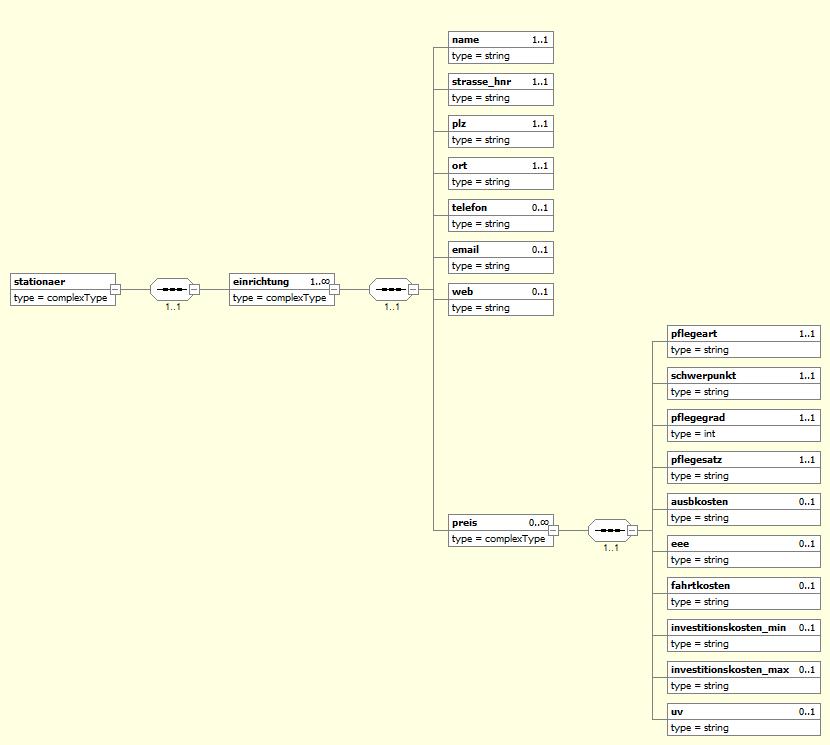 name 1..1
type = string
strasse_hnr 1..1
type = string
plz 1..1
type = string
ort 1..1
type = string
telefon 0..1
type = string
email 0..1
type = string
stationaer
type = complexType
1..1
einrichtung 1..∞
type = complexType
1..1
web 0..1
type = string
preis 0..∞
type = complexType
1..1
pflegeart 1..1
type = string
schwerpunkt 1..1
type = string
pflegegrad 1..1
type = int
pflegesatz 1..1
type = string
ausbkosten 0..1
type = string
eee 0..1
type = string
fahrtkosten 0..1
type = string
investitionskosten_min 0..1
type = string
investitionskosten_max 0..1
type = string
uv 0..1
type = string